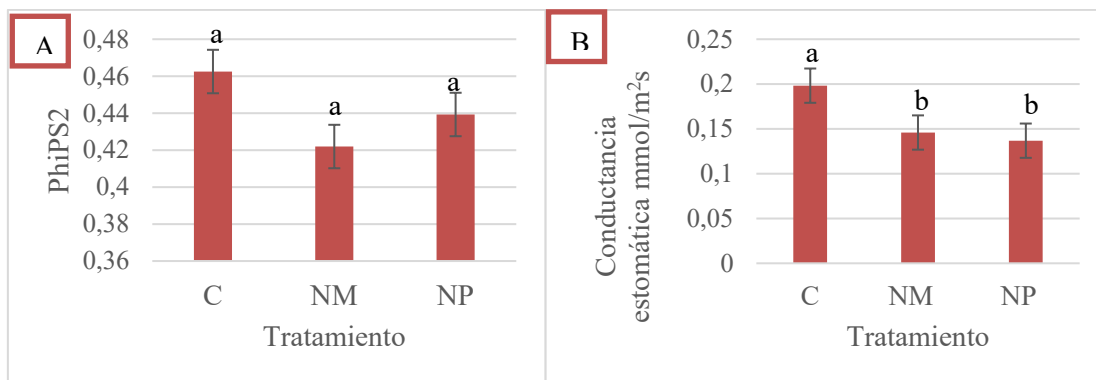 A
0,48
0,46
0,44
0,42
0,4
0,38
0,36
PhiPS2
a
a
a
C NM NP
Tratamiento
B
0,25
0,2
0,15
0,1
0,05
0
Conductancia
estomática mmol/m²s
a
b
b
C NM NP
Tratamiento